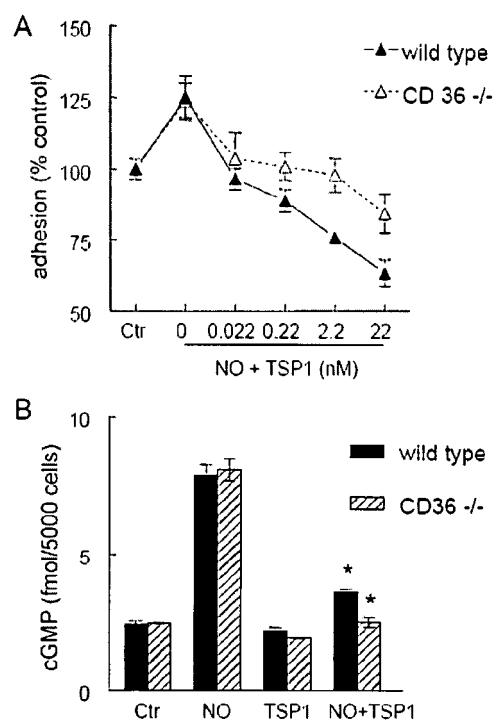 A
150
125
100
75
50
adhesion (% control)
wild type
CD 36 -/-
Ctr 0 0.022 0.22 2.2 22
NO + TSP1 (nM)
B
10
5
0
cGMP (fmol/5000 cells)
wild type
CD36 -/-
*
*
Ctr NO TSP1 NO+TSP1